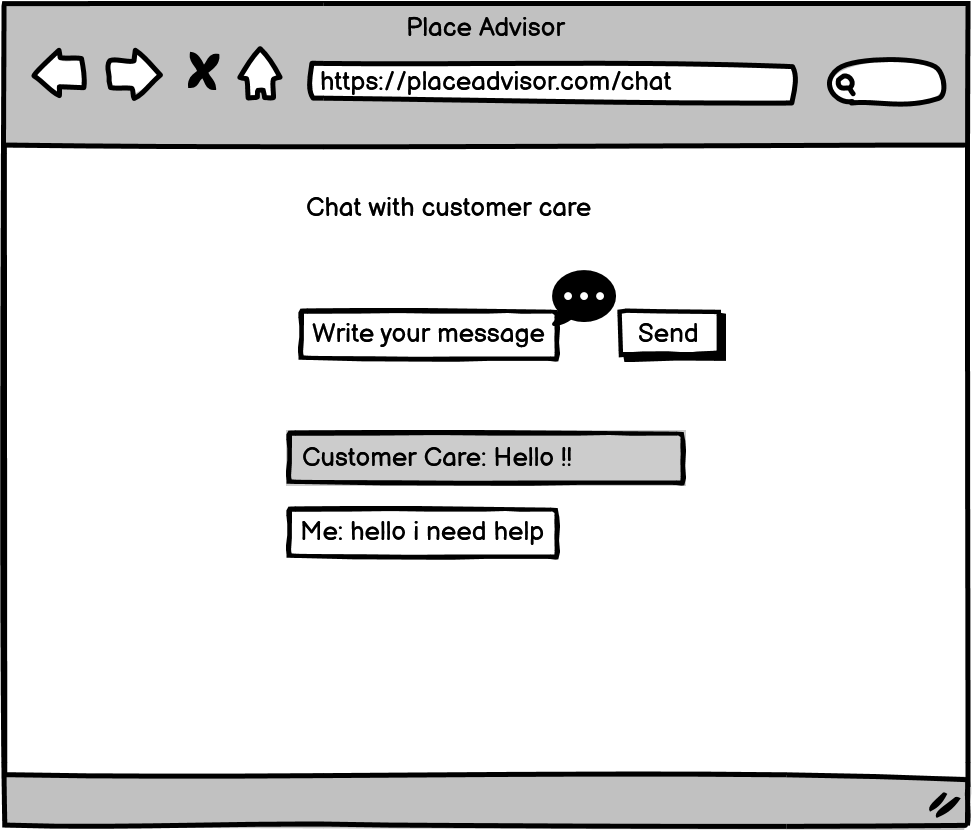 Place Advisor
https://placeadvisor.com/chat
Chat with customer care
Write your message
Send
Customer Care: Hello !!
Me: hello i need help